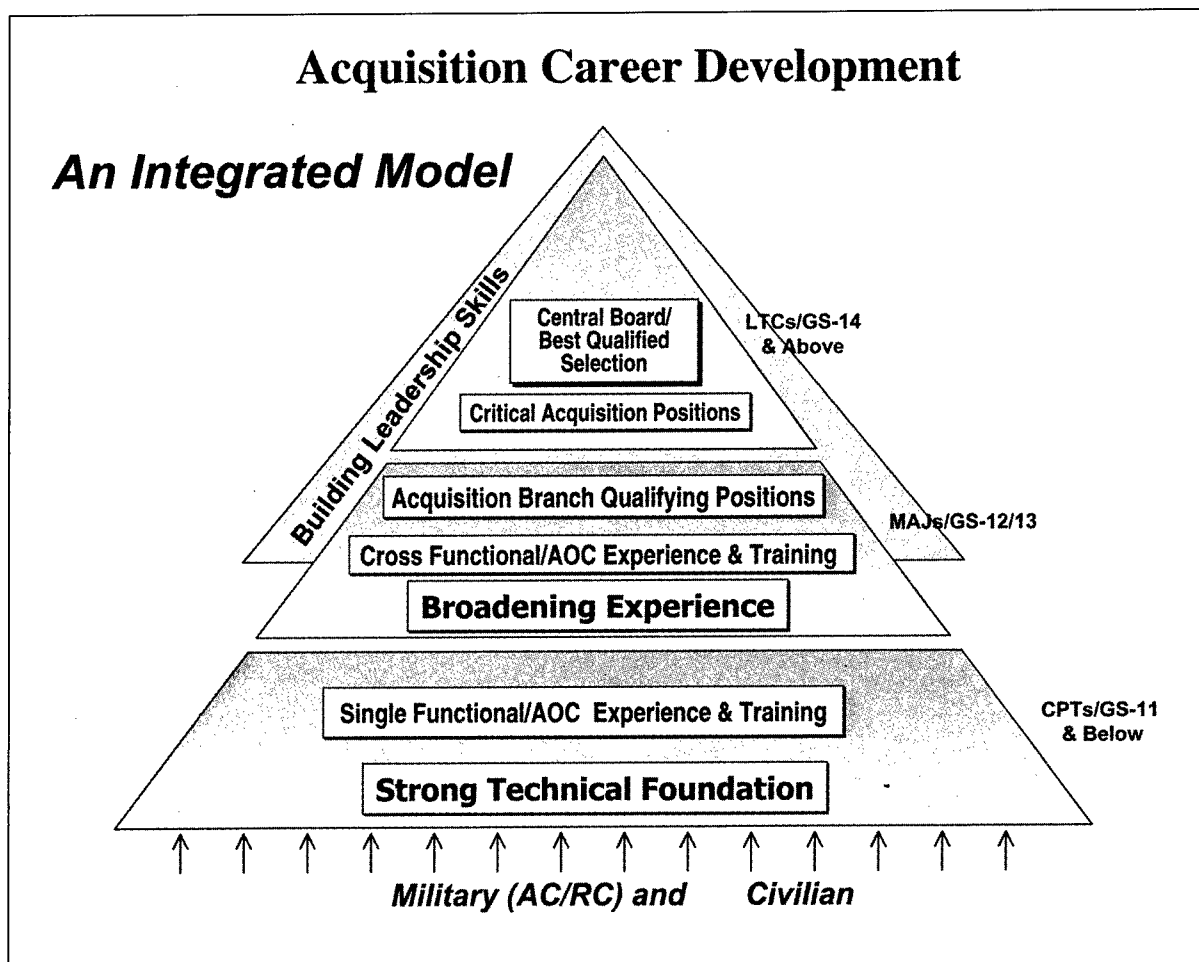 Acquisition Career Development
An Integrated Model
Building Leadership Skills
Central Board/
Best Qualified
Selection
Critical Acquisition Positions
LTCs/GS-14
& Above
Acquisition Branch Qualifying Positions
Cross Functional/AOC Experience & Training
Broadening Experience
MAJs/GS-12/13
Single Functional/AOC Experience & Training
Strong Technical Foundation
CPTs/GS-11
& Below
Military (AC/RC) and Civilian